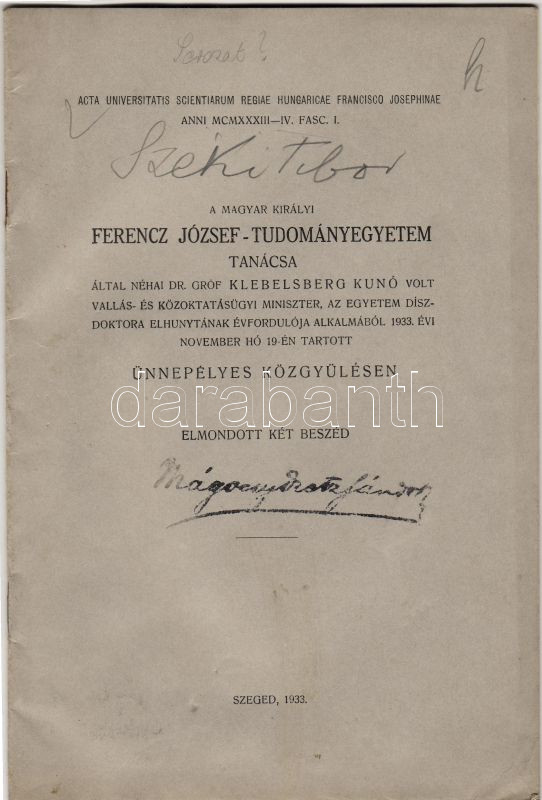 Sorozat?
h
ACTA UNIVERSITATIS SCIENTIARUM REGIAE HUNGARICAE FRANCISCO JOSEPHINAE
ANNI MCMXXXIII—IV. FASC. I.
Széki Tibor
A MAGYAR KIRÁLYI
FERENCZ JÓZSEF-TUDOMÁNYEGYETEM
TANÁCSA
ÁLTAL NÉHAI DR. GRÓF KLEBELSBERG KUNÓ VOLT
VALLÁS- ÉS KÖZOKTATÁSÜGYI MINISZTER, AZ EGYETEM DÍSZ-
DOKTORA ELHUNYTÁNAK ÉVFORDULÓJA ALKALMÁBÓL 1933. ÉVI
NOVEMBER HÓ 19-ÉN TARTOTT
ÜNNEPÉLYES KÖZGYÜLÉSEN
darabanth
ELMONDOTT KÉT BESZÉD
Sándor
SZEGED, 1933.